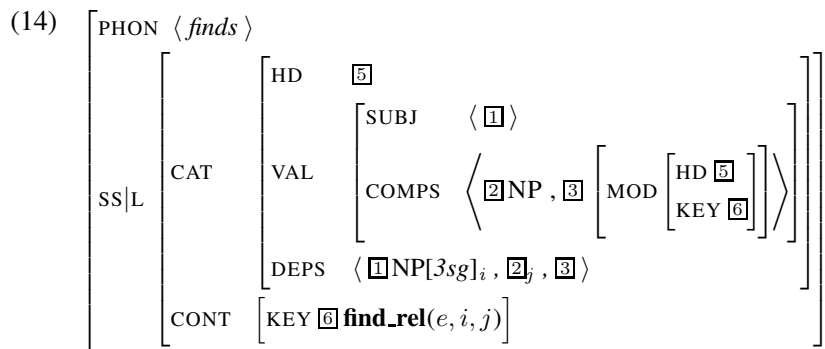 (14)
PHON ⟨ finds ⟩
HD [5]
SUBJ ⟨ [1] ⟩
SS|L CAT VAL COMPS ⟨ [2]NP , [3] [MOD [HD [5]
KEY [6]]] ⟩
DEPS ⟨ [1]NP[3sg]i , [2]j , [3] ⟩
CONT [KEY [6] find_rel(e, i, j)]